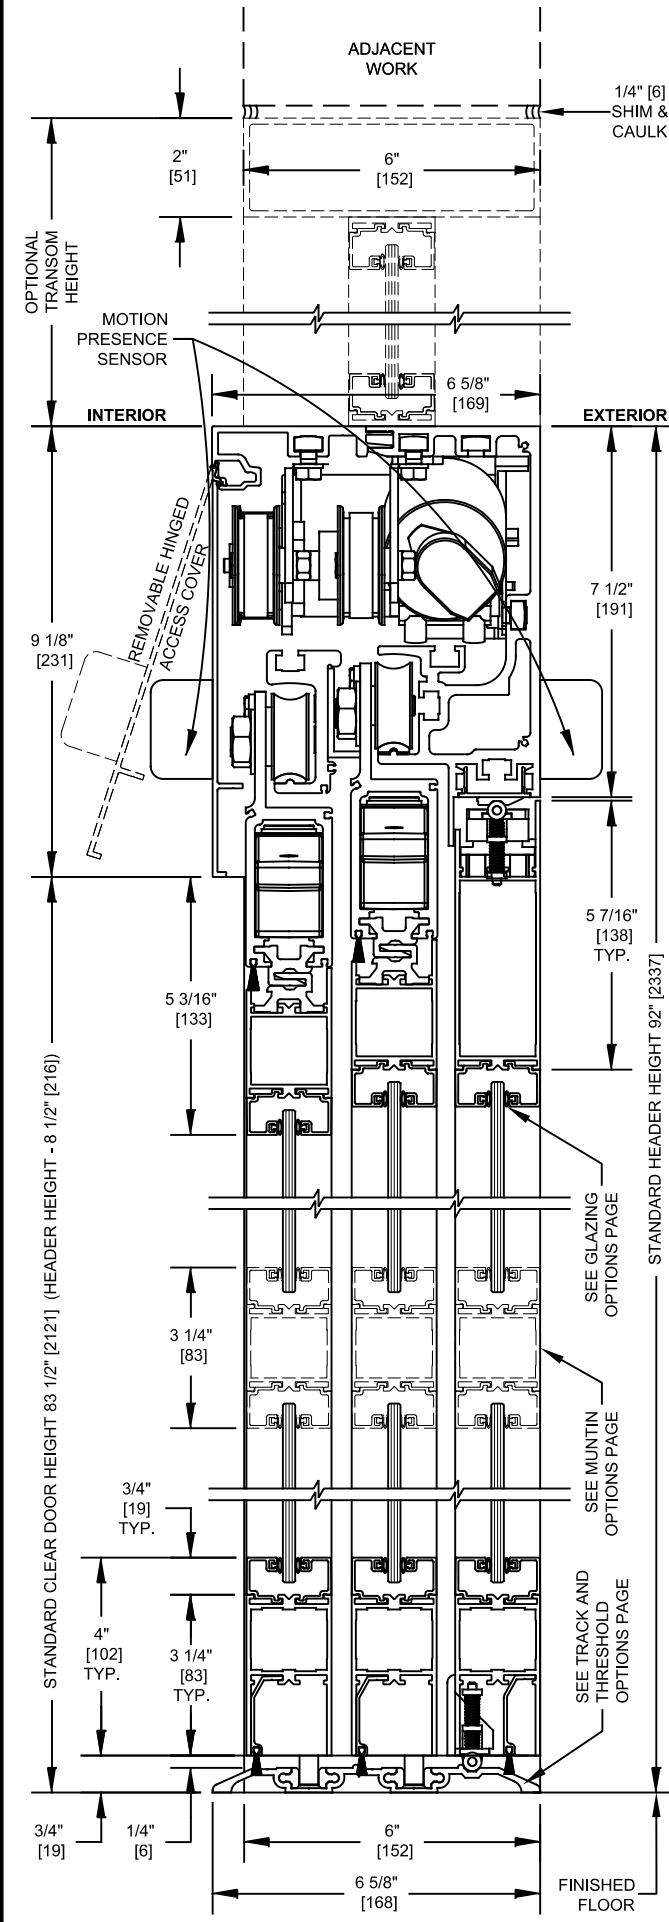 ADJACENT
WORK
1/4" [6]
SHIM &
CAULK
2"
[51]
6"
[152]
OPTIONAL
TRANSOM
HEIGHT
MOTION
PRESENCE
SENSOR
6 5/8"
[169]
INTERIOR
EXTERIOR
REMOVABLE HINGED
ACCESS COVER
7 1/2"
[191]
9 1/8"
[231]
5 7/16"
[138]
TYP.
5 3/16"
[133]
STANDARD HEADER HEIGHT 92" [2337]
STANDARD CLEAR DOOR HEIGHT 83 1/2" [2121] (HEADER HEIGHT - 8 1/2" [216])
SEE GLAZING
OPTIONS PAGE
3 1/4"
[83]
SEE MUNTIN
OPTIONS PAGE
3/4"
[19]
TYP.
4"
[102]
TYP.
3 1/4"
[83]
TYP.
SEE TRACK AND
THRESHOLD
OPTIONS PAGE
3/4"
[19]
1/4"
[6]
6"
[152]
6 5/8"
[168]
FINISHED
FLOOR